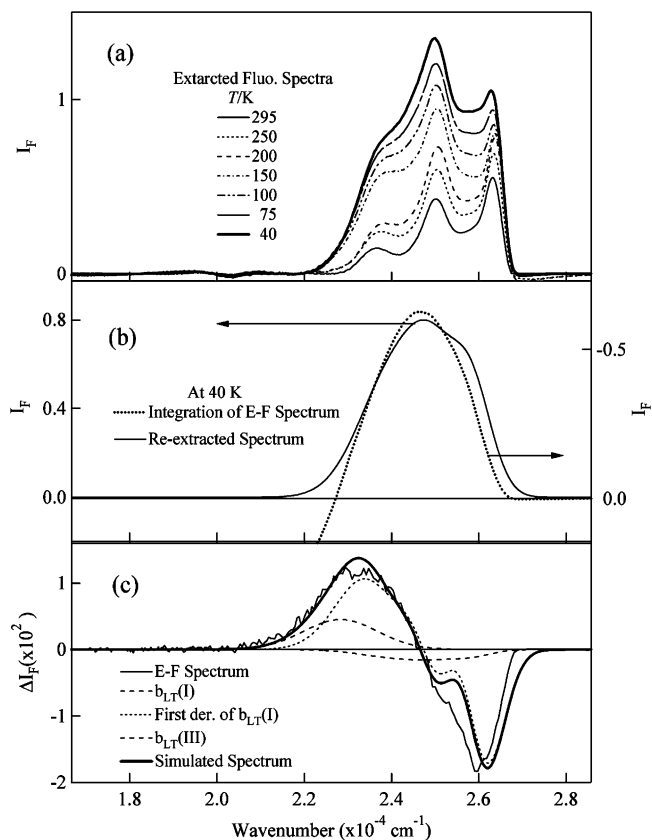 (a)
Extarcted Fluo. Spectra
T/K
295
250
200
150
100
75
40
1
0
I_F
(b)
0.8
0.4
0.0
I_F
-0.5
0.0
I_F
At 40 K
Integration of E-F Spectrum
Re-extracted Spectrum
(c)
1
0
-1
-2
ΔI_F(x10²)
E-F Spectrum
b_LT(I)
First der. of b_LT(I)
b_LT(III)
Simulated Spectrum
1.8 2.0 2.2 2.4 2.6 2.8
Wavenumber (x10⁻⁴ cm⁻¹)